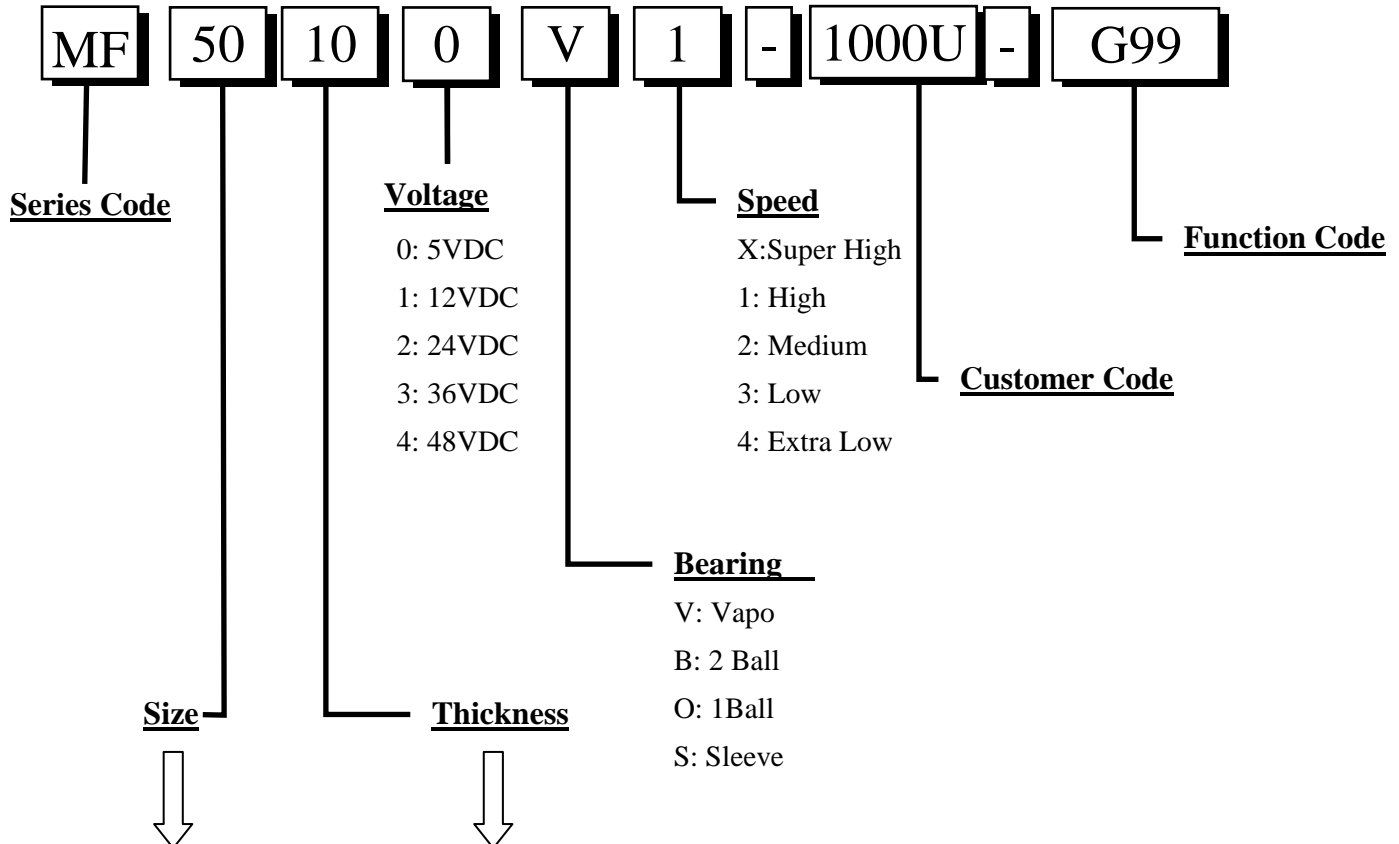 MF 50 10 0 V 1 - 1000U - G99
Series Code
Voltage
0: 5VDC
1: 12VDC
2: 24VDC
3: 36VDC
4: 48VDC
Speed
X:Super High
1: High
2: Medium
3: Low
4: Extra Low
Function Code
Customer Code
Bearing
V: Vapo
B: 2 Ball
O: 1Ball
S: Sleeve
Size
Thickness